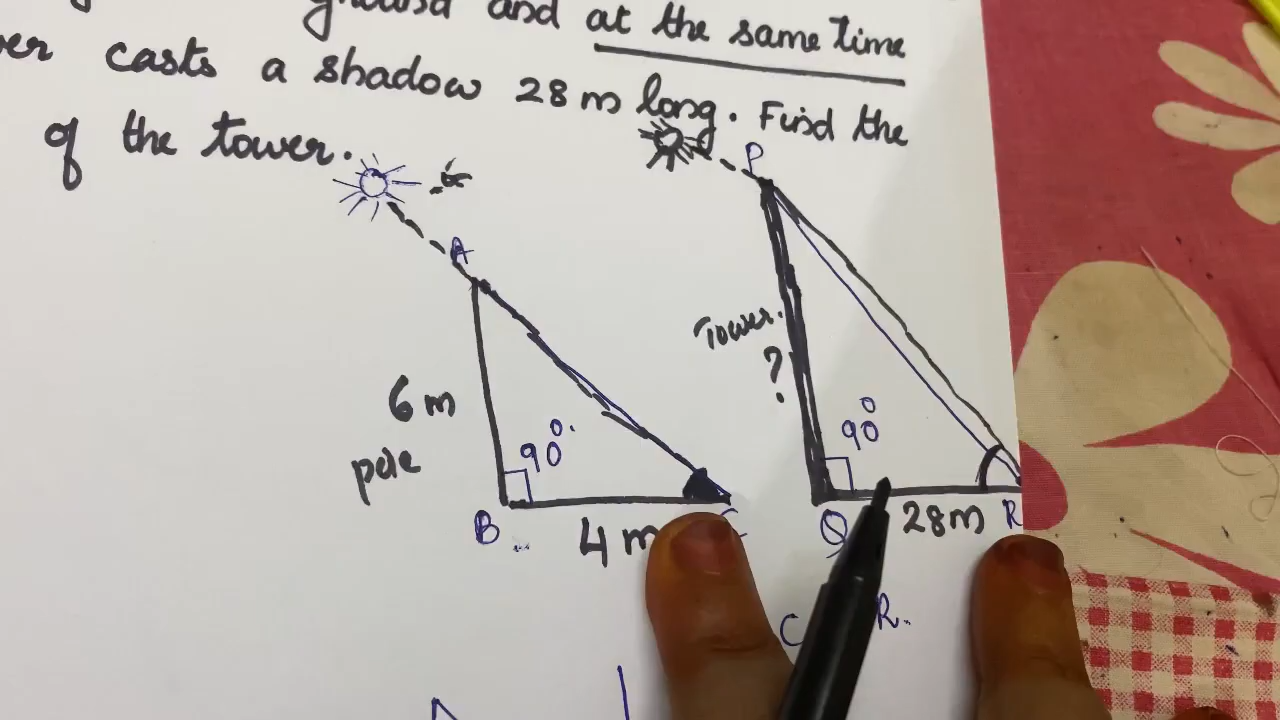 and at the same time
casts a shadow 28 m long. Find the
of the tower.
P
A
Tower.
?
6 m
pole
90°
90°
B
4 m
C
Q
28m
R
C
R.